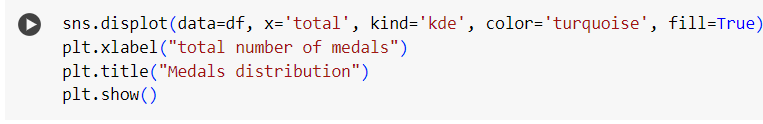 sns.displot(data=df, x='total', kind='kde', color='turquoise', fill=True)
plt.xlabel("total number of medals")
plt.title("Medals distribution")
plt.show()